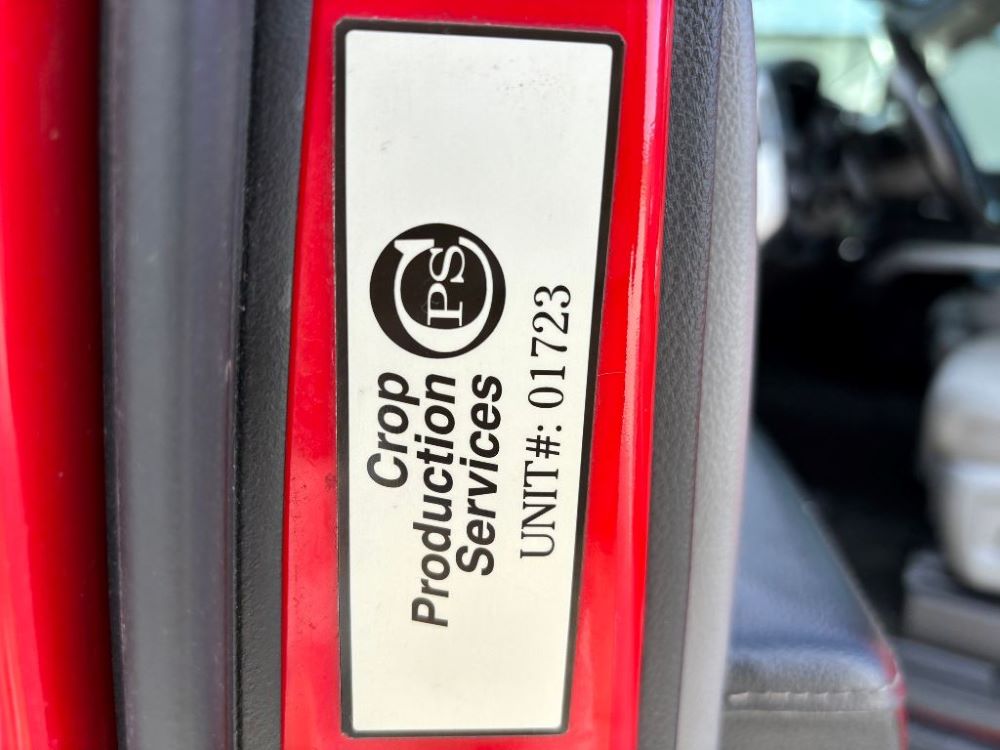 Crop
Production
Services
CPS
UNIT#: 01723